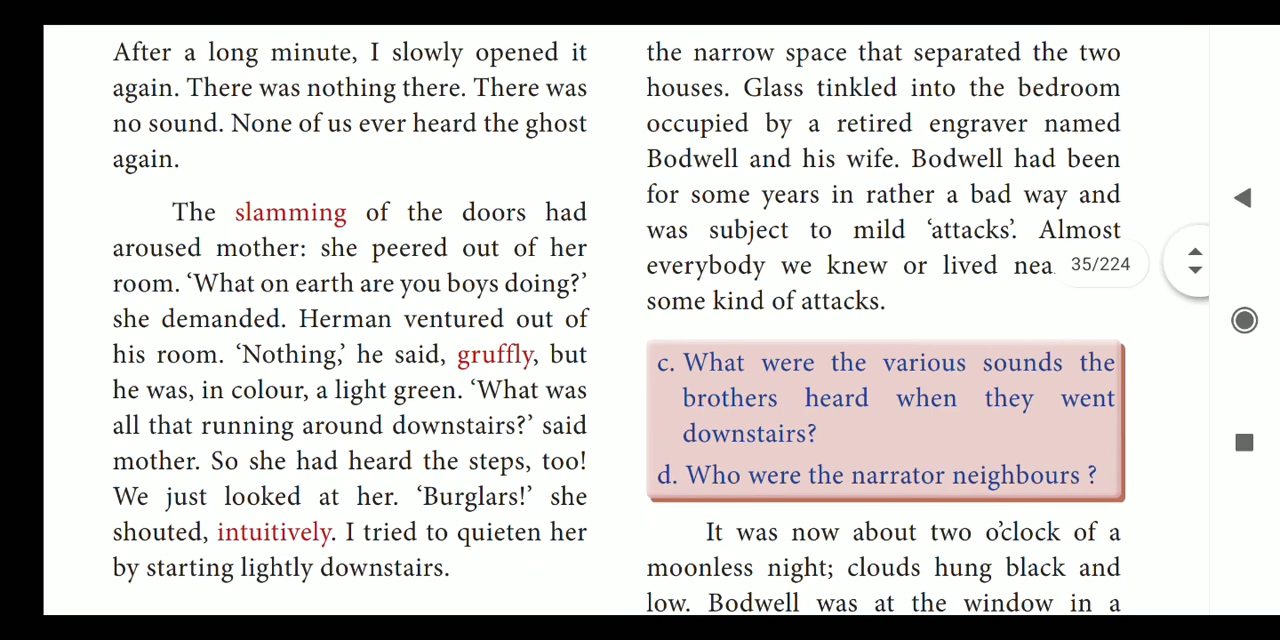 After a long minute, I slowly opened it
again. There was nothing there. There was
no sound. None of us ever heard the ghost
again.
The slamming of the doors had
aroused mother: she peered out of her
room. ‘What on earth are you boys doing?’
she demanded. Herman ventured out of
his room. ‘Nothing,’ he said, gruffly, but
he was, in colour, a light green. ‘What was
all that running around downstairs?’ said
mother. So she had heard the steps, too!
We just looked at her. ‘Burglars!’ she
shouted, intuitively. I tried to quieten her
by starting lightly downstairs.
the narrow space that separated the two
houses. Glass tinkled into the bedroom
occupied by a retired engraver named
Bodwell and his wife. Bodwell had been
for some years in rather a bad way and
was subject to mild ‘attacks’. Almost
everybody we knew or lived nea
35/224
some kind of attacks.
c. What were the various sounds the
brothers heard when they went
downstairs?
d. Who were the narrator neighbours ?
It was now about two o’clock of a
moonless night; clouds hung black and
low. Bodwell was at the window in a